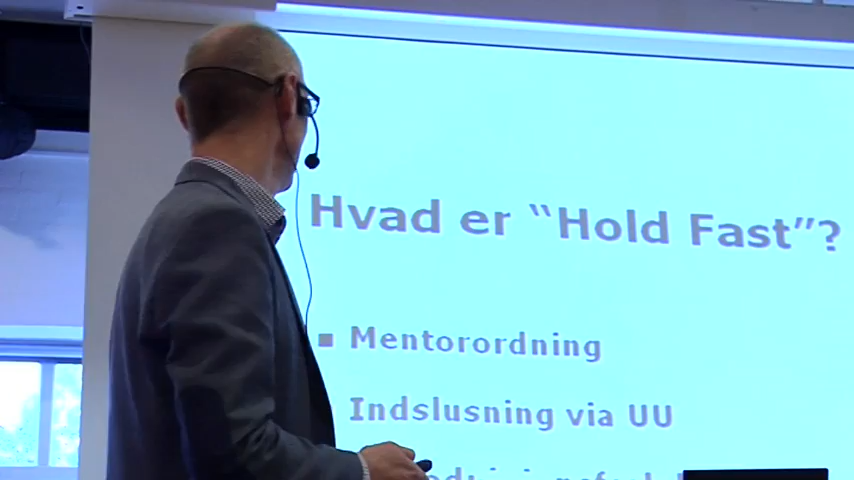 Hvad er “Hold Fast”?
Mentorordning
Indslusning via UU